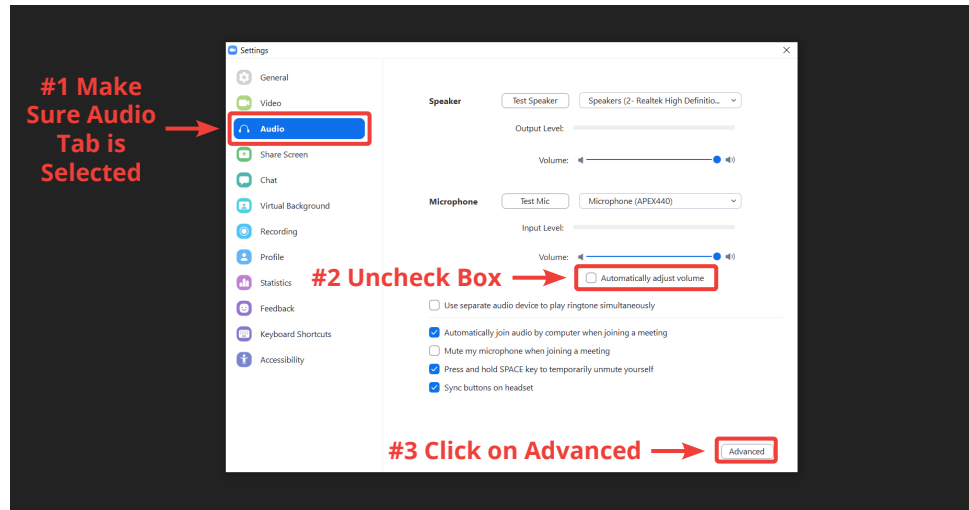 Settings
#1 Make
Sure Audio
Tab is
Selected
General
Video
Audio
Share Screen
Chat
Virtual Background
Recording
Profile
Statistics
Feedback
Keyboard Shortcuts
Accessibility
Speaker Test Speaker Speakers (2- Realtek High Definitio...
Output Level:
Volume:
Microphone Test Mic Microphone (APEX440)
Input Level:
Volume:
#2 Uncheck Box Automatically adjust volume
Use separate audio device to play ringtone simultaneously
Automatically join audio by computer when joining a meeting
Mute my microphone when joining a meeting
Press and hold SPACE key to temporarily unmute yourself
Sync buttons on headset
#3 Click on Advanced Advanced